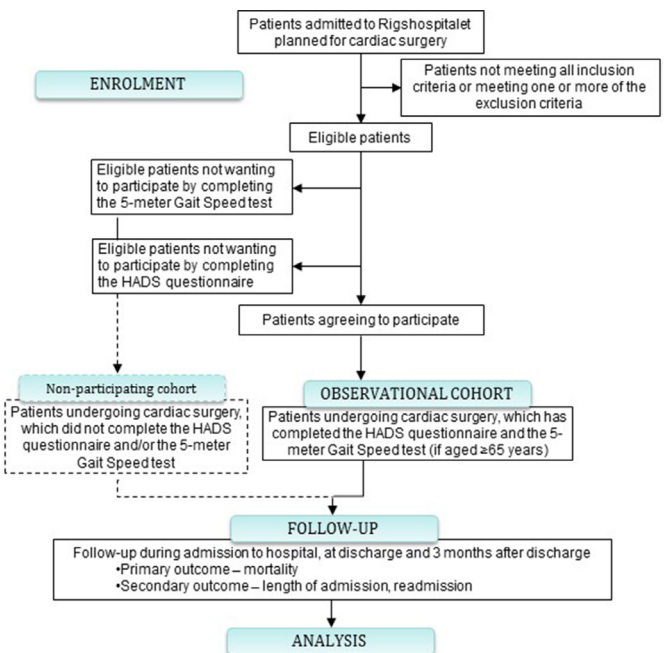 Patients admitted to Rigshospitalet
planned for cardiac surgery
ENROLMENT
Patients not meeting all inclusion
criteria or meeting one or more of the
exclusion criteria
Eligible patients
Eligible patients not wanting
to participate by completing
the 5-meter Gait Speed test
Eligible patients not wanting
to participate by completing
the HADS questionnaire
Patients agreeing to participate
Non-participating cohort
Patients undergoing cardiac surgery,
which did not complete the HADS
questionnaire and/or the 5-meter
Gait Speed test
OBSERVATIONAL COHORT
Patients undergoing cardiac surgery, which has
completed the HADS questionnaire and the 5-
meter Gait Speed test (if aged ≥65 years)
FOLLOW-UP
Follow-up during admission to hospital, at discharge and 3 months after discharge
•Primary outcome – mortality
•Secondary outcome – length of admission, readmission
ANALYSIS